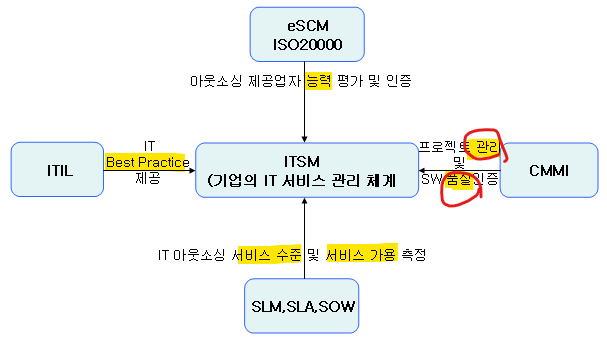 eSCM
ISO20000
아웃소싱 제공업자 능력 평가 및 인증
ITIL
IT
Best Practice
제공
ITSM
(기업의 IT 서비스 관리 체계
프로젝트 관리
및
SW 품질인증
CMMI
IT 아웃소싱 서비스 수준 및 서비스 가용 측정
SLM,SLA,SOW